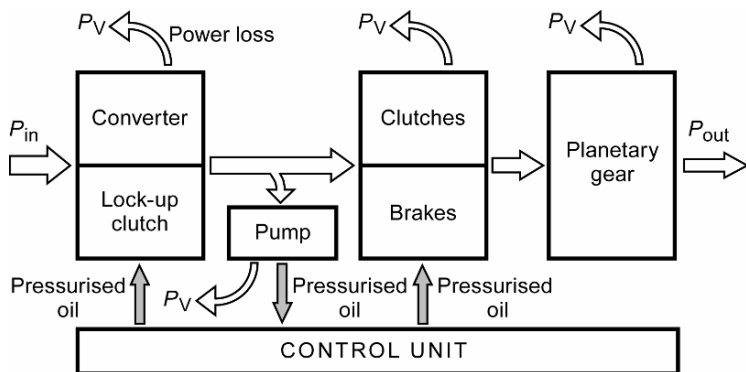 PV
Power loss
PV
PV
Pin
Converter
Clutches
Planetary
gear
Pout
Lock-up
clutch
Pump
Brakes
Pressurised
oil
PV
Pressurised
oil
Pressurised
oil
CONTROL UNIT